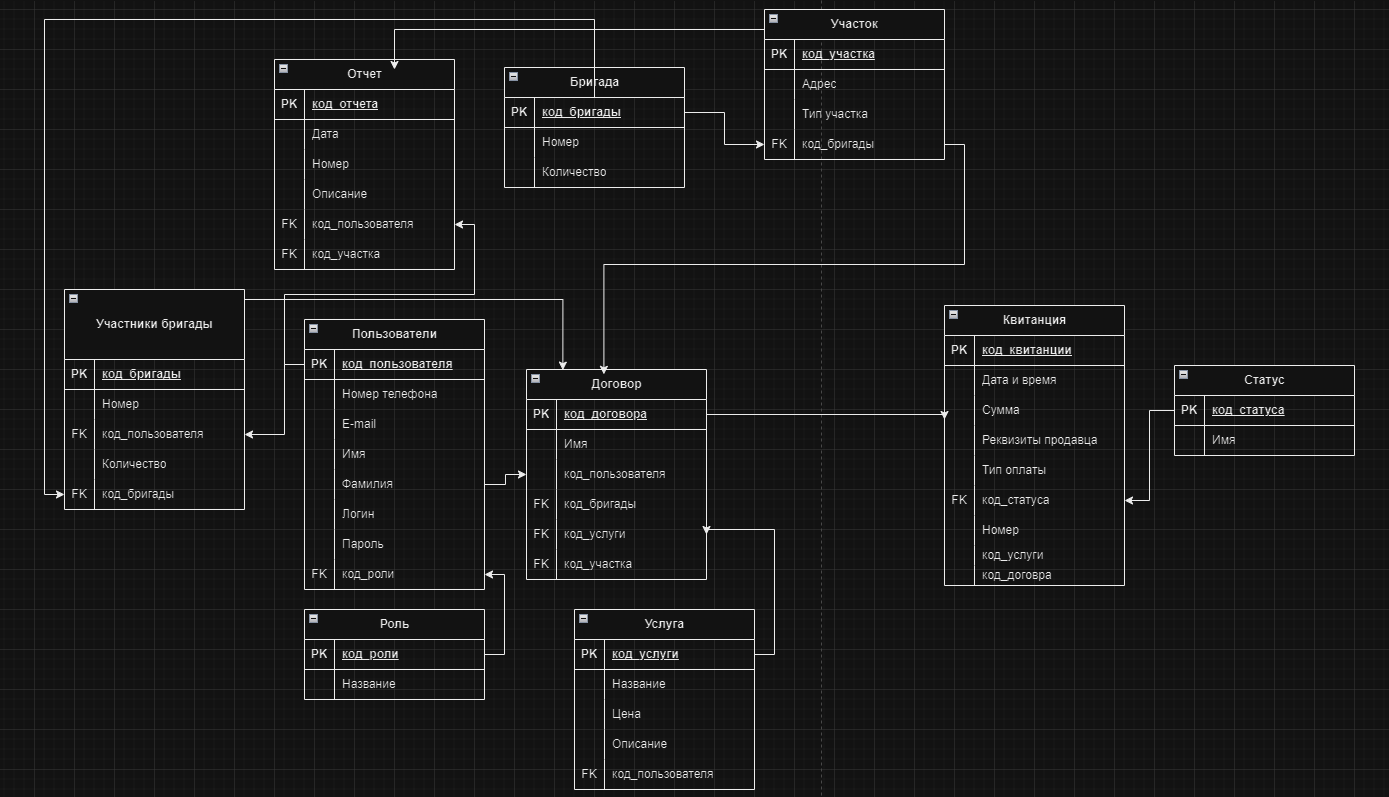 Участок
PK код_участка
Адрес
Тип участка
FK код_бригады
Отчет
PK код_отчета
Дата
Номер
Описание
FK код_пользователя
FK код_участка
Бригада
PK код_бригады
Номер
Количество
Участники бригады
PK код_бригады
Номер
FK код_пользователя
Количество
FK код_бригады
Пользователи
PK код_пользователя
Номер телефона
E-mail
Имя
Фамилия
Логин
Пароль
FK код_роли
Договор
PK код_договора
Имя
код_пользователя
FK код_бригады
FK код_услуги
FK код_участка
Квитанция
PK код_квитанции
Дата и время
Сумма
Реквизиты продавца
Тип оплаты
FK код_статуса
Номер
код_услуги
код_договра
Статус
PK код_статуса
Имя
Роль
PK код_роли
Название
Услуга
PK код_услуги
Название
Цена
Описание
FK код_пользователя